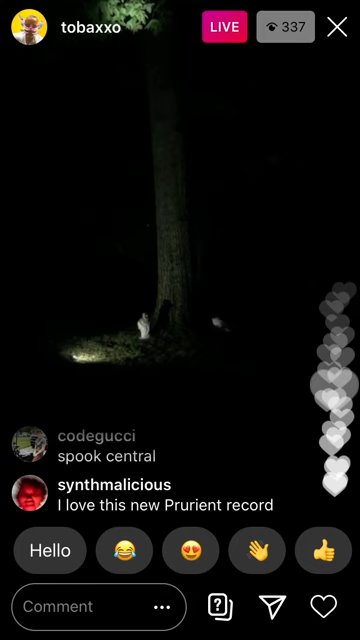 tobaxxo
LIVE
337
codegucci
spook central
synthmalicious
I love this new Prurient record
Hello
Comment